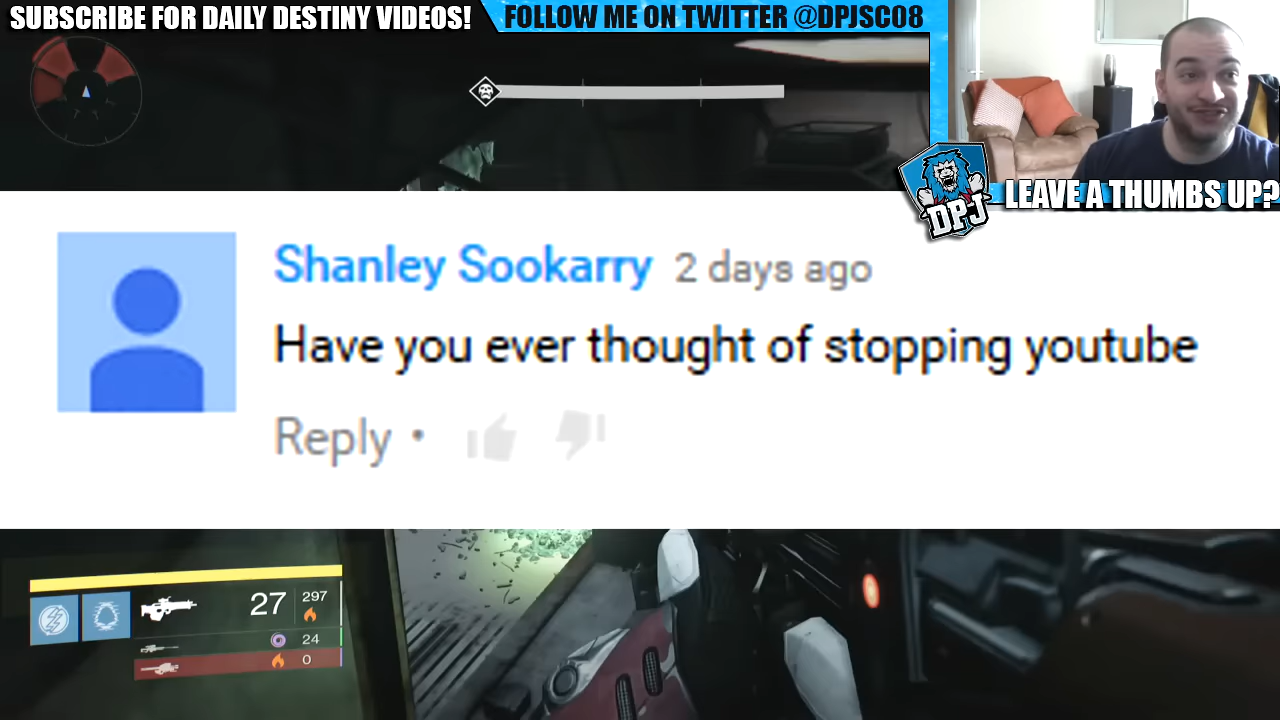 SUBSCRIBE FOR DAILY DESTINY VIDEOS!
FOLLOW ME ON TWITTER @DPJSC08
DPJ
LEAVE A THUMBS UP?
Shanley Sookarry 2 days ago
Have you ever thought of stopping youtube
Reply •
27 297
24
0